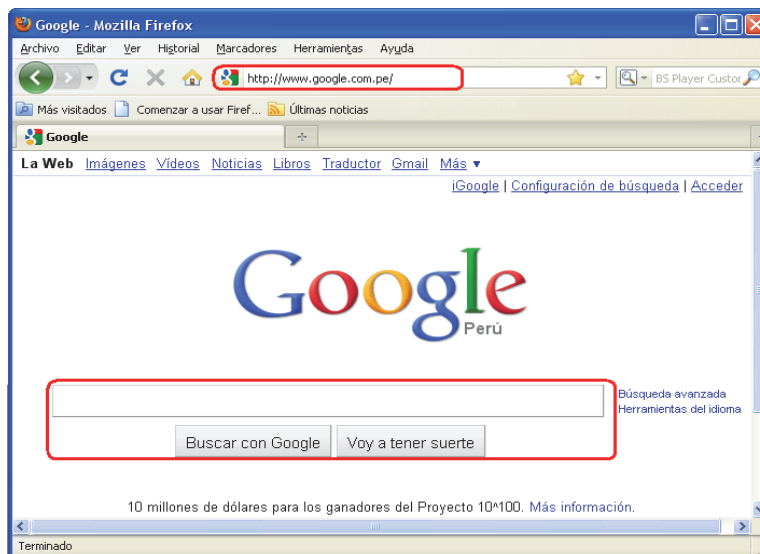 Google - Mozilla Firefox
Archivo Editar Ver Historial Marcadores Herramientas Ayuda
http://www.google.com.pe/ BS Player Custor
Más visitados Comenzar a usar Firef... Últimas noticias
Google
La Web Imágenes Vídeos Noticias Libros Traductor Gmail Más ▼
iGoogle | Configuración de búsqueda | Acceder
Google
Perú
Búsqueda avanzada
Herramientas del idioma
Buscar con Google Voy a tener suerte
10 millones de dólares para los ganadores del Proyecto 10^100. Más información.
Terminado